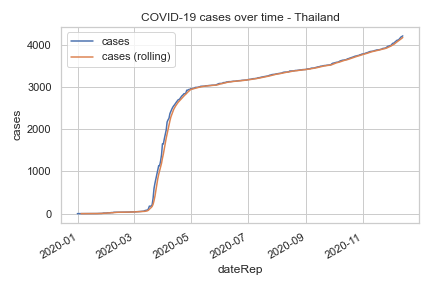 COVID-19 cases over time - Thailand
cases
cases (rolling)
4000
3000
2000
1000
0
cases
2020-01
2020-03
2020-05
2020-07
2020-09
2020-11
dateRep